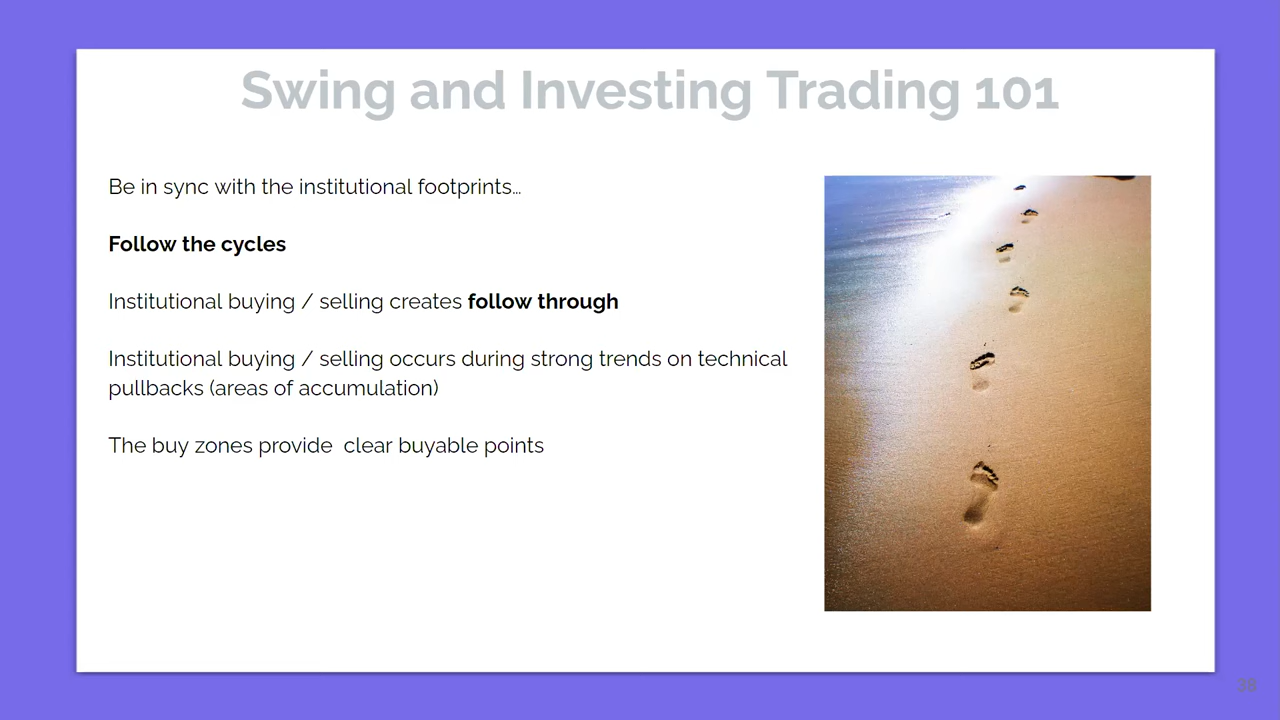 Swing and Investing Trading 101
Be in sync with the institutional footprints…
Follow the cycles
Institutional buying / selling creates follow through
Institutional buying / selling occurs during strong trends on technical
pullbacks (areas of accumulation)
The buy zones provide  clear buyable points